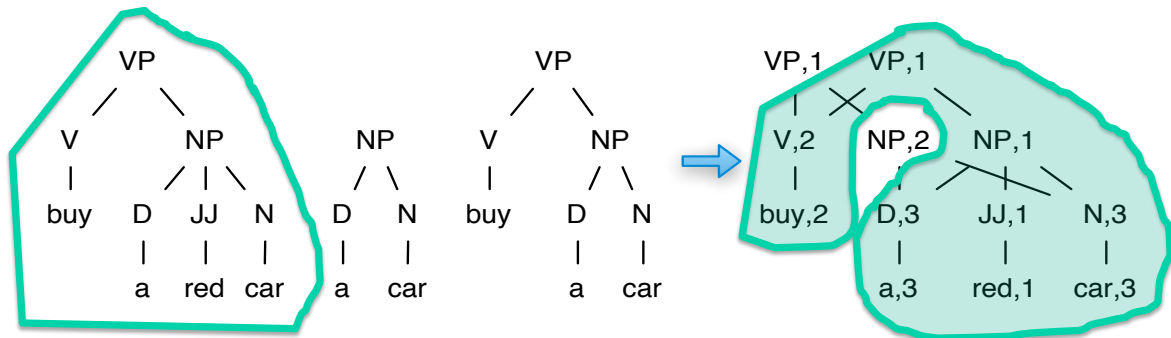 VP VP VP,1 VP,1
V NP NP V NP V,2 NP,2 NP,1
buy D JJ N D N buy D N buy,2 D,3 JJ,1 N,3
a red car a car a car a,3 red,1 car,3